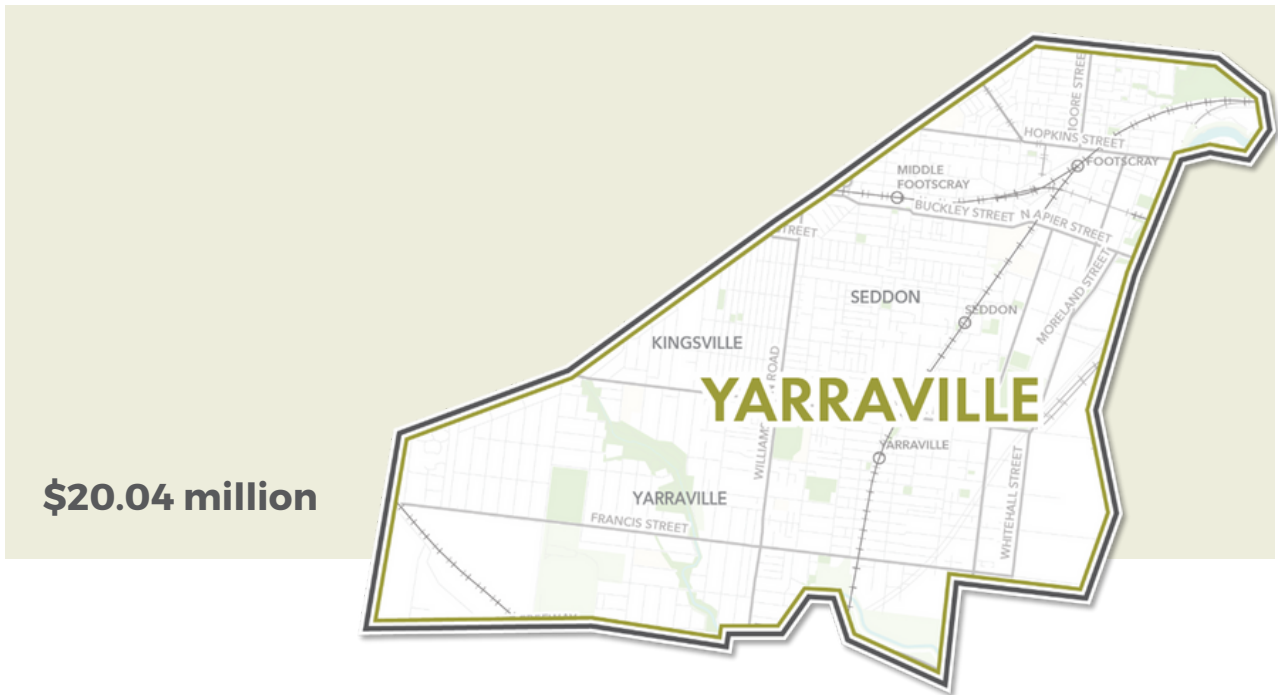 MOORE STREET
HOPKINS STREET
FOOTSCRAY
MIDDLE
FOOTSCRAY
BUCKLEY STREET
NAPIER STREET
STREET
MORELAND STREET
SEDDON
SEDDON
KINGSVILLE
ROAD
YARRAVILLE
YARRAVILLE
WHITEHALL STREET
$20.04 million
YARRAVILLE
FRANCIS STREET